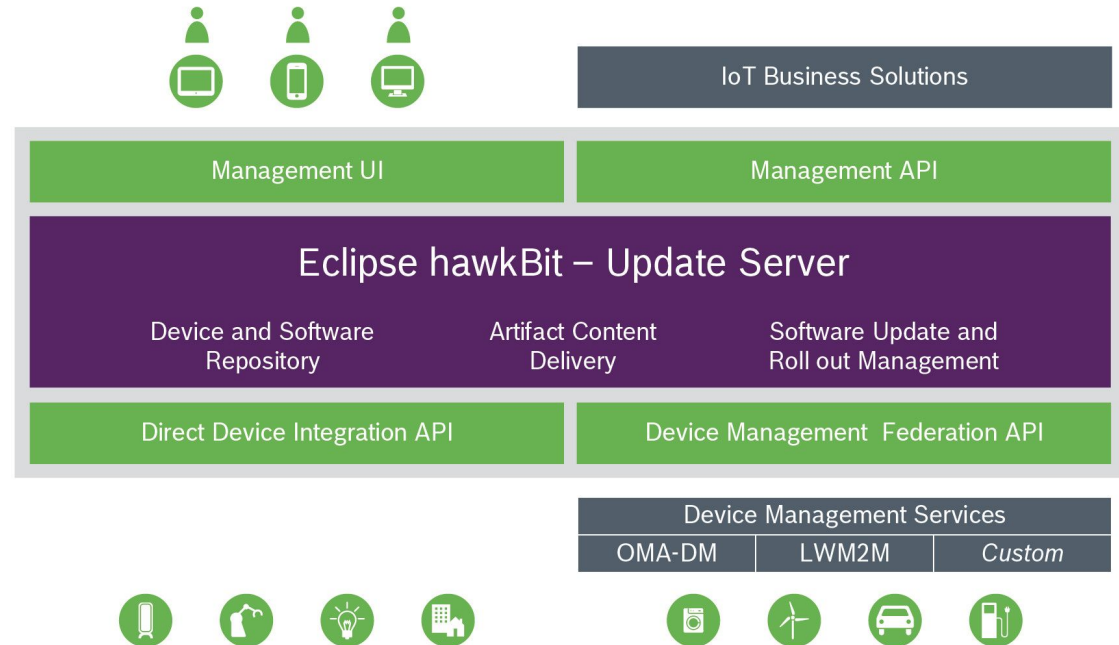 IoT Business Solutions
Management UI
Management API
Eclipse hawkBit – Update Server
Device and Software
Repository
Artifact Content
Delivery
Software Update and
Roll out Management
Direct Device Integration API
Device Management Federation API
Device Management Services
OMA-DM
LWM2M
Custom